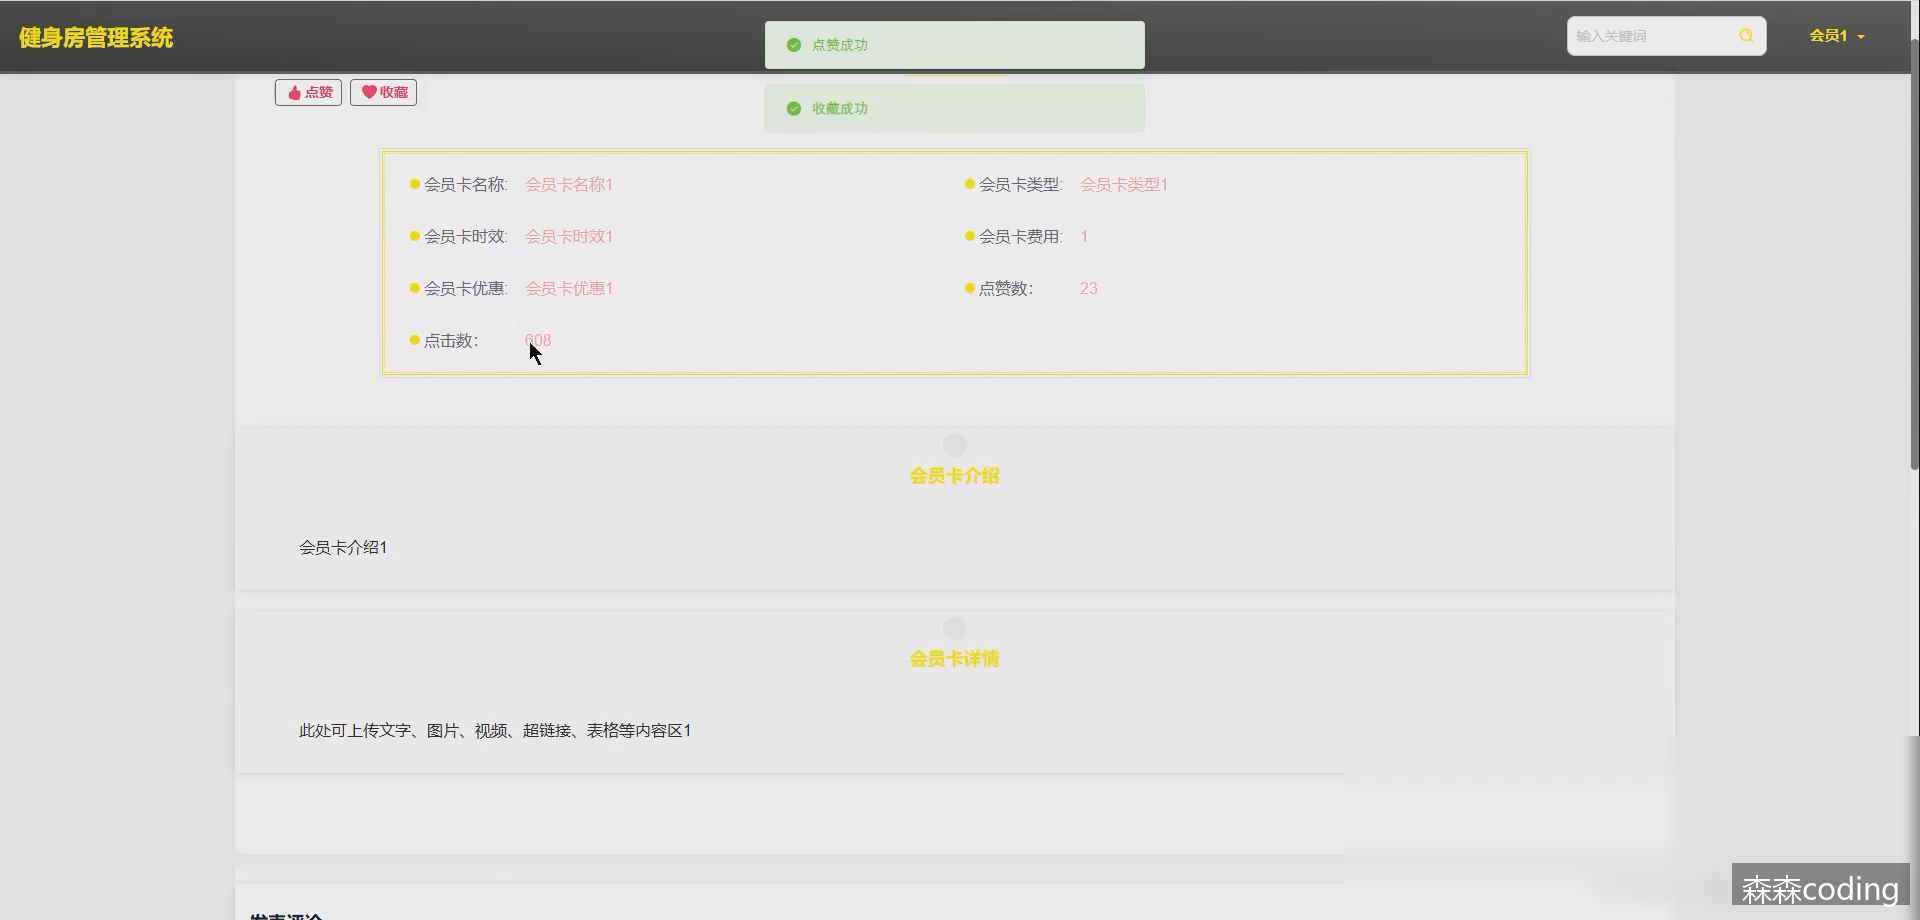 健身房管理系统
点赞成功
输入关键词
会员1
点赞
收藏
收藏成功
会员卡名称: 会员卡名称1
会员卡类型: 会员卡类型1
会员卡时效: 会员卡时效1
会员卡费用: 1
会员卡优惠: 会员卡优惠1
点赞数: 23
点击数: 608
会员卡介绍
会员卡介绍1
会员卡详情
此处可上传文字、图片、视频、超链接、表格等内容区1
发表评论
森森coding